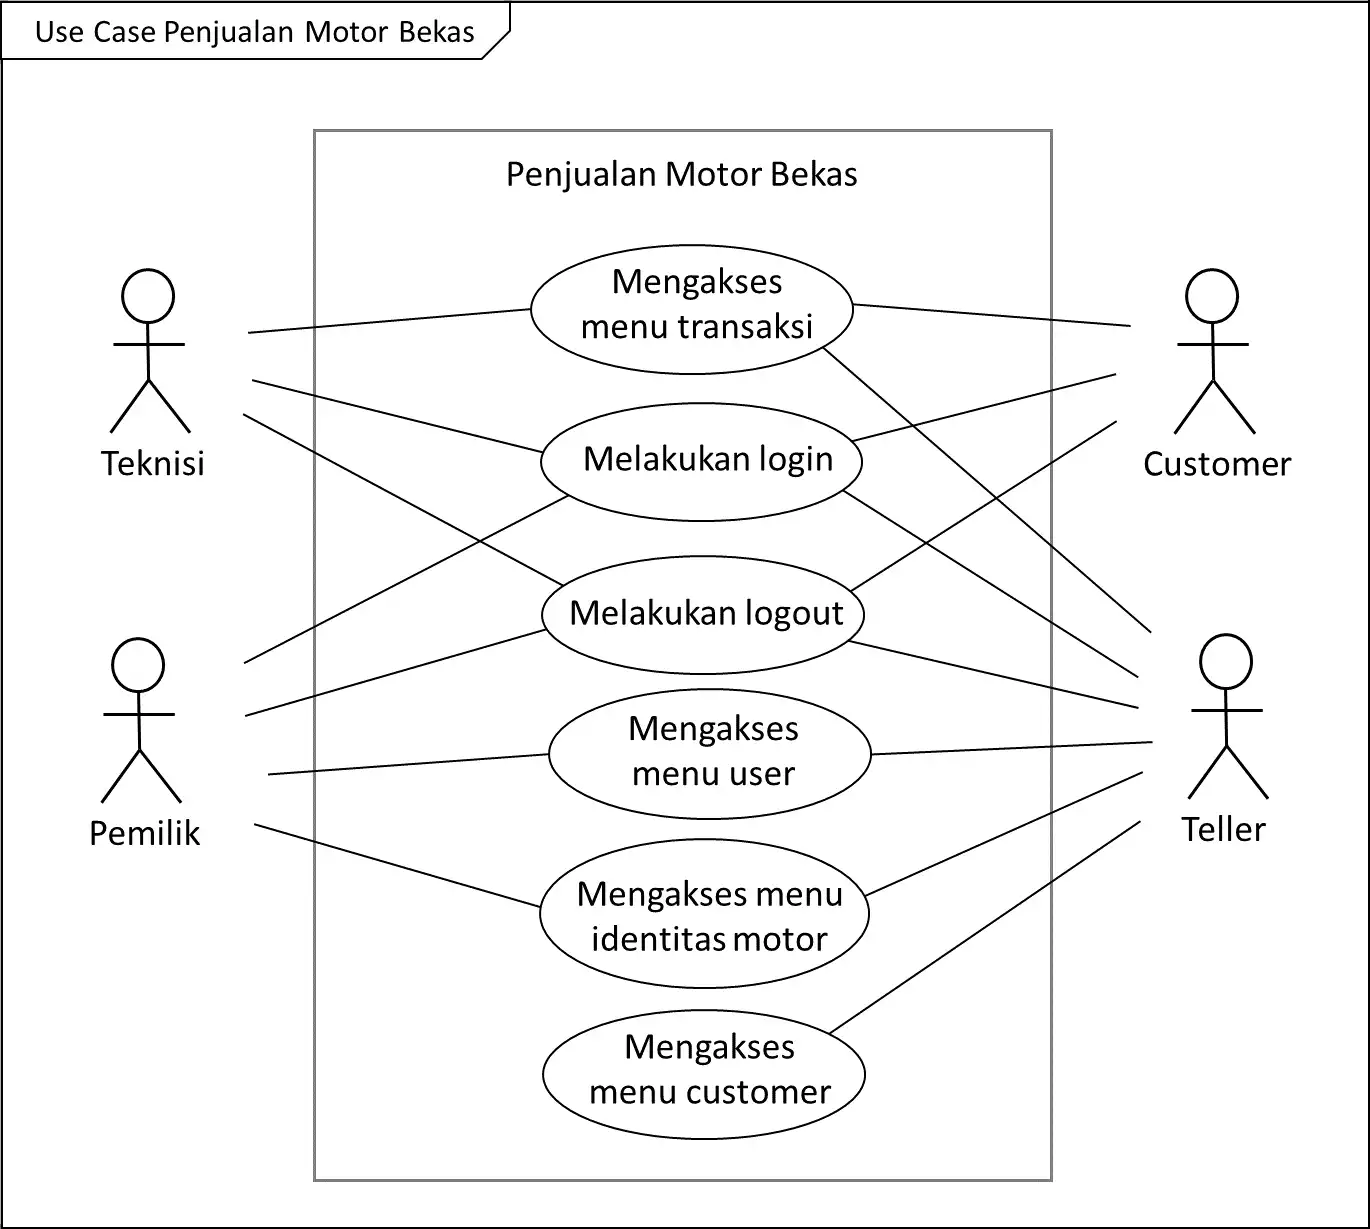 Use Case Penjualan Motor Bekas
Penjualan Motor Bekas
Mengakses
menu transaksi
Melakukan login
Teknisi
Customer
Melakukan logout
Mengakses
menu user
Pemilik
Teller
Mengakses menu
identitas motor
Mengakses
menu customer